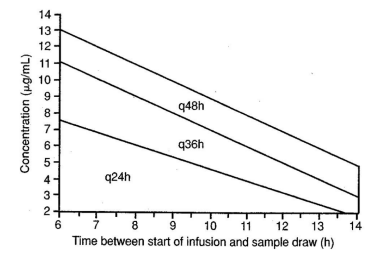 14
13
12
11
10
9
8
7
6
5
4
3
2
Concentration (μg/mL)
q48h
q36h
q24h
6 7 8 9 10 11 12 13 14
Time between start of infusion and sample draw (h)